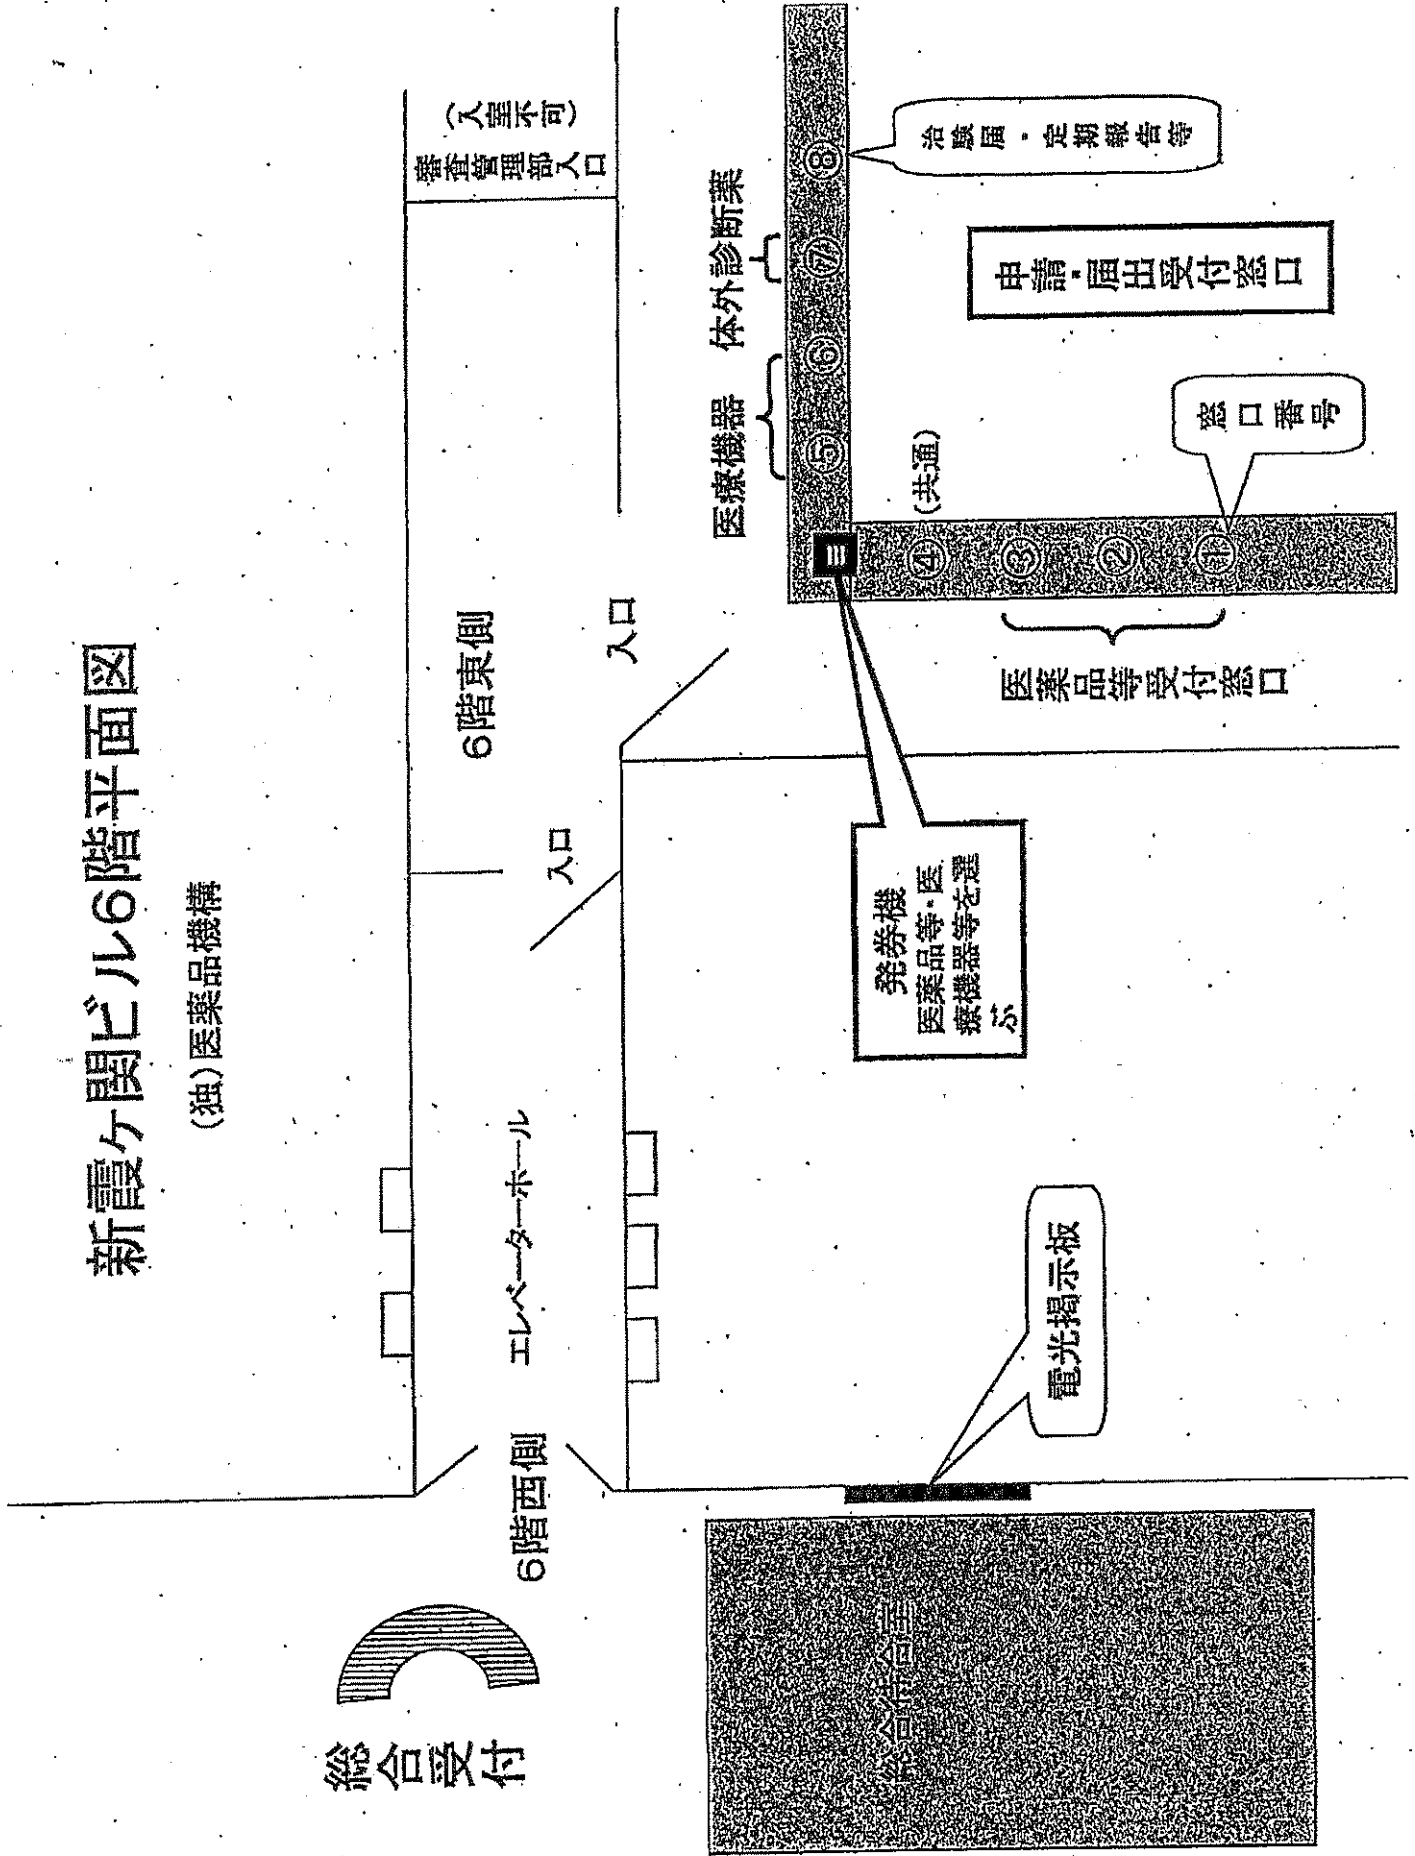 新霞ケ関ビル6階平面図
(独)医薬品機構
総合受付
6階西側
エレベーターホール
入口
6階東側
入口
審査管理部入口
(入室不可)
総合待合室
電光掲示板
発券機
医薬品等・医
療機器等を選
ぶ
医薬品等受付窓口
①
②
③
④
(共通)
医療機器
体外診断薬
⑤
⑥
⑦
⑧
窓口番号
申請・届出受付窓口
治験届・定期報告等